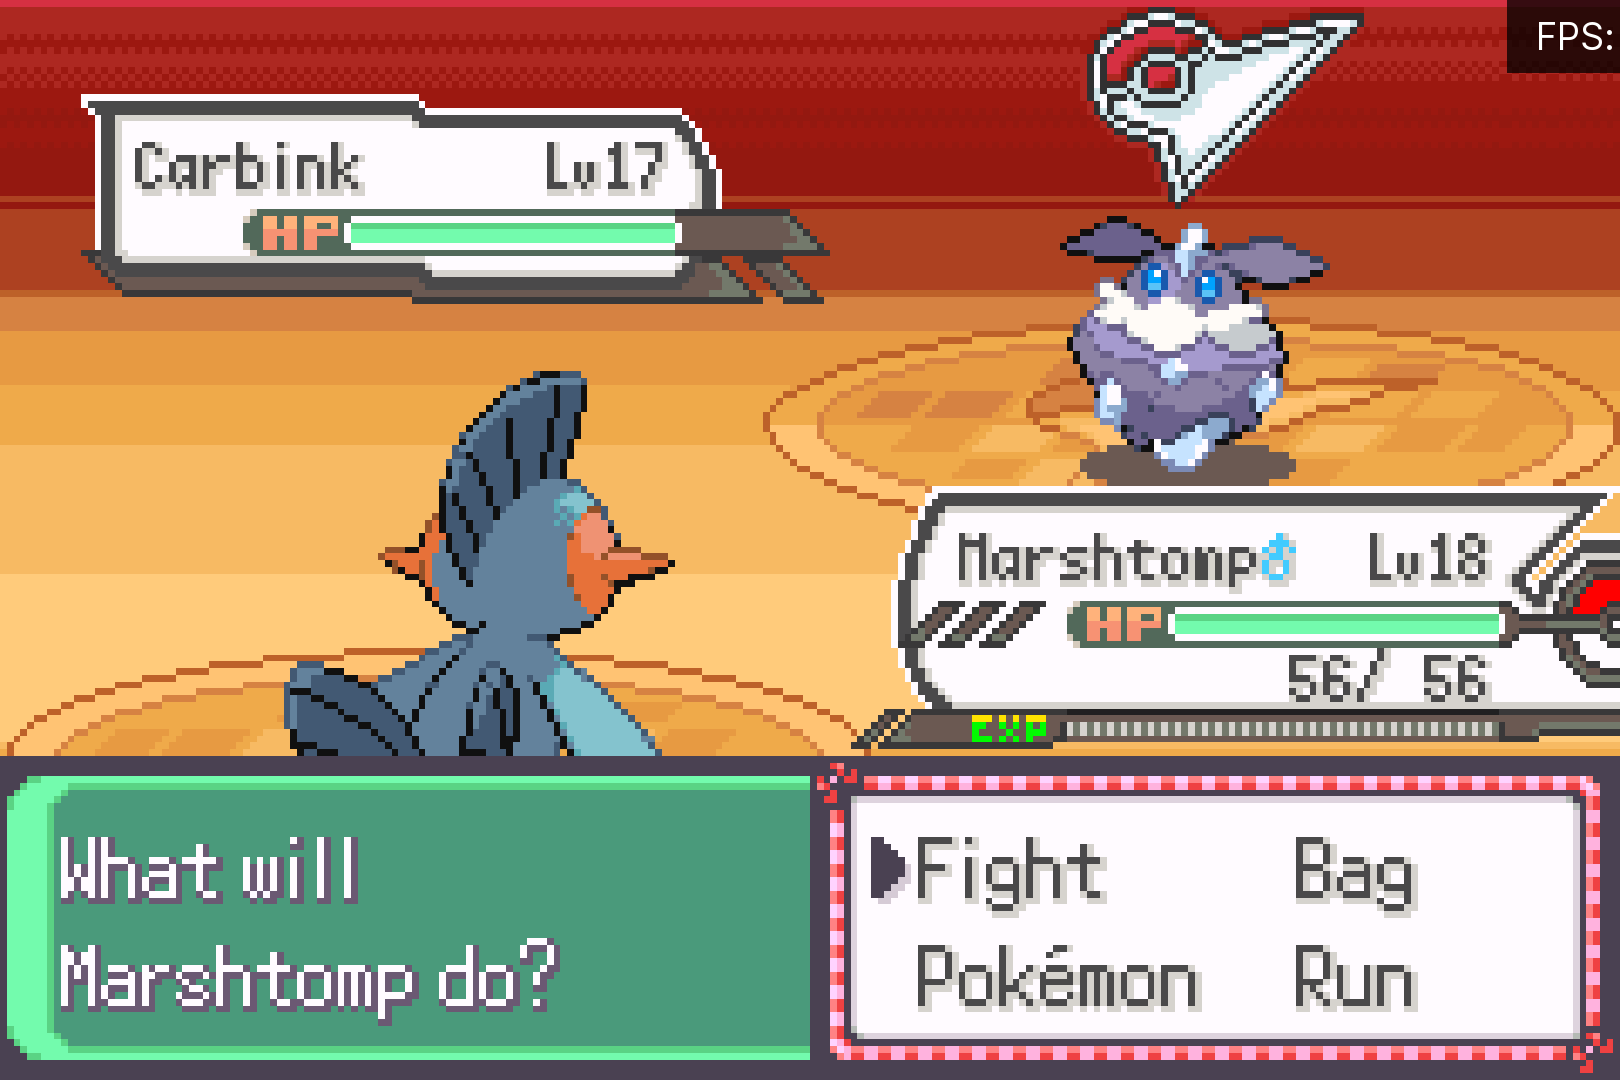 FPS:
Carbink Lv17
HP
Marshtomp♂ Lv18
HP
56/ 56
EXP
What will
Marshtomp do?
Fight Bag
Pokémon Run